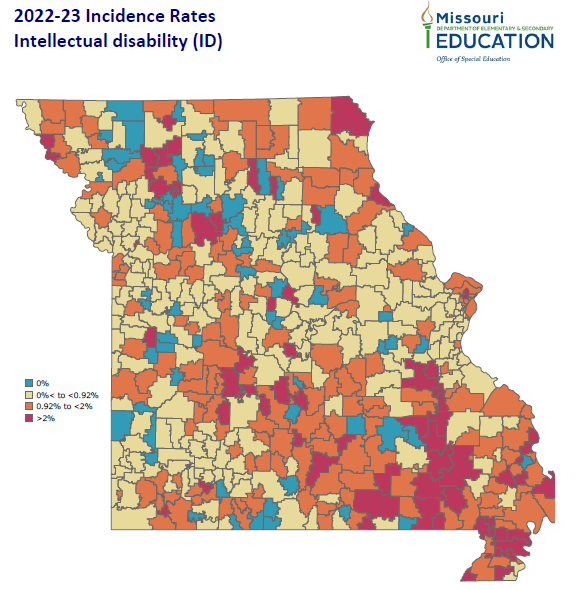 2022-23 Incidence Rates
Intellectual disability (ID)
Missouri
DEPARTMENT OF ELEMENTARY & SECONDARY
EDUCATION
Office of Special Education
0%
0%< to <0.92%
0.92% to <2%
>2%